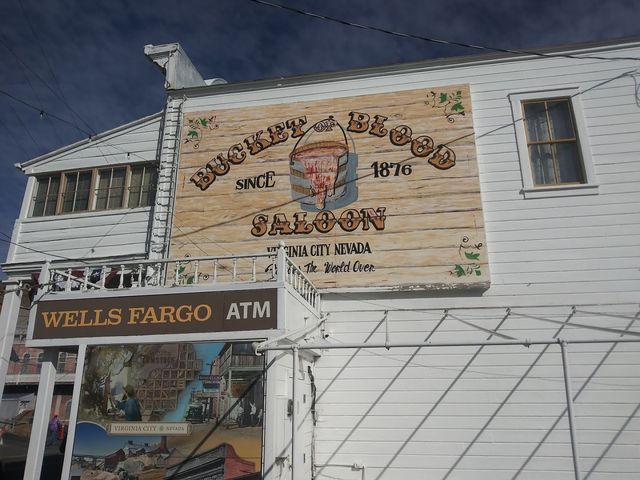 BUCKET OF BLOOD
SINCE 1876
SALOON
VIRGINIA CITY NEVADA
The World Over
WELLS FARGO ATM
VIRGINIA CITY NEVADA